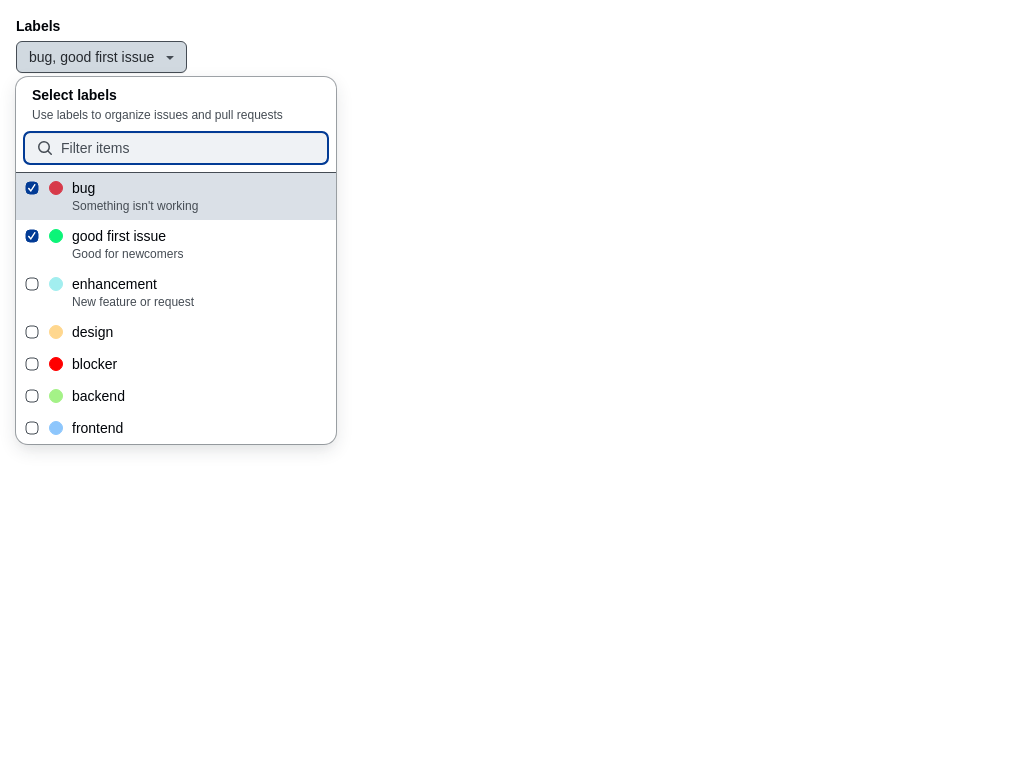 Labels
bug, good first issue
Select labels
Use labels to organize issues and pull requests
Filter items
bug
Something isn't working
good first issue
Good for newcomers
enhancement
New feature or request
design
blocker
backend
frontend